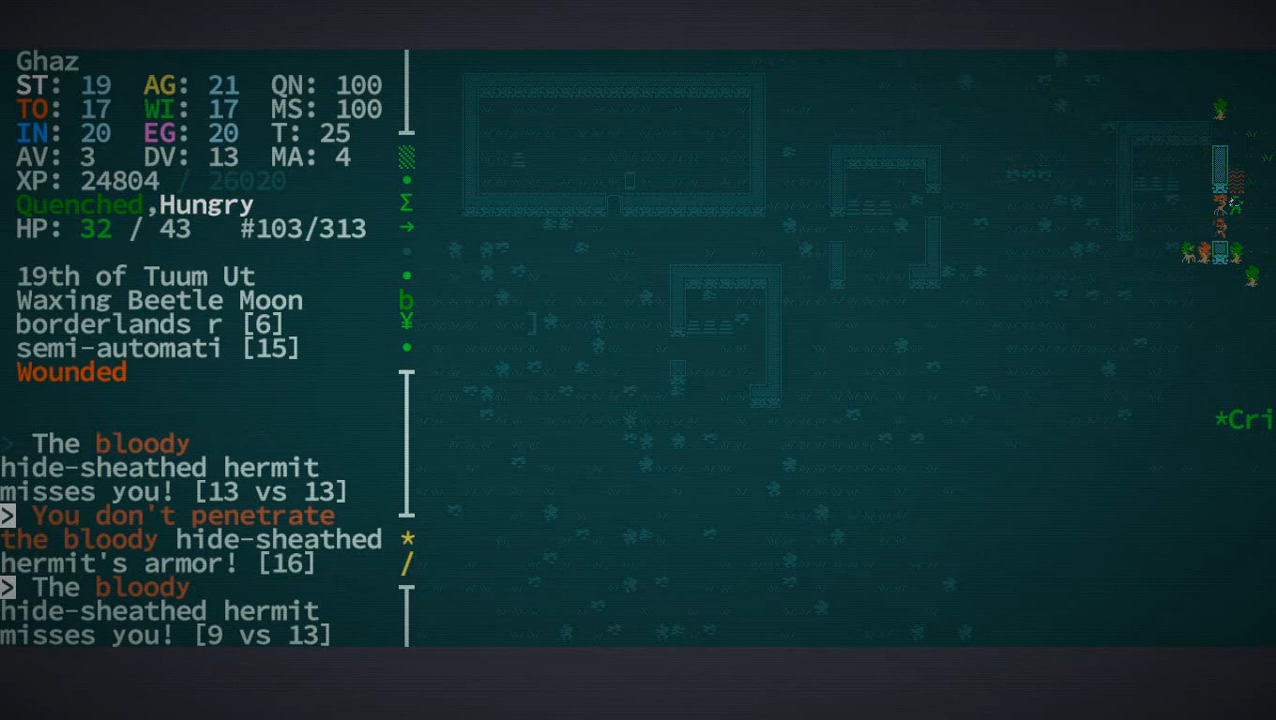 Ghaz
ST: 19 AG: 21 QN: 100
TO: 17 WI: 17 MS: 100
IN: 20 EG: 20 T: 25
AV: 3 DV: 13 MA: 4
XP: 24804 / 26020
Quenched,Hungry
HP: 32 / 43 #103/313
19th of Tuum Ut
Waxing Beetle Moon
borderlands r [6]
semi-automati [15]
Wounded
> The bloody
hide-sheathed hermit
misses you! [13 vs 13]
> You don't penetrate
the bloody hide-sheathed
hermit's armor! [16]
> The bloody
hide-sheathed hermit
misses you! [9 vs 13]
*Cri